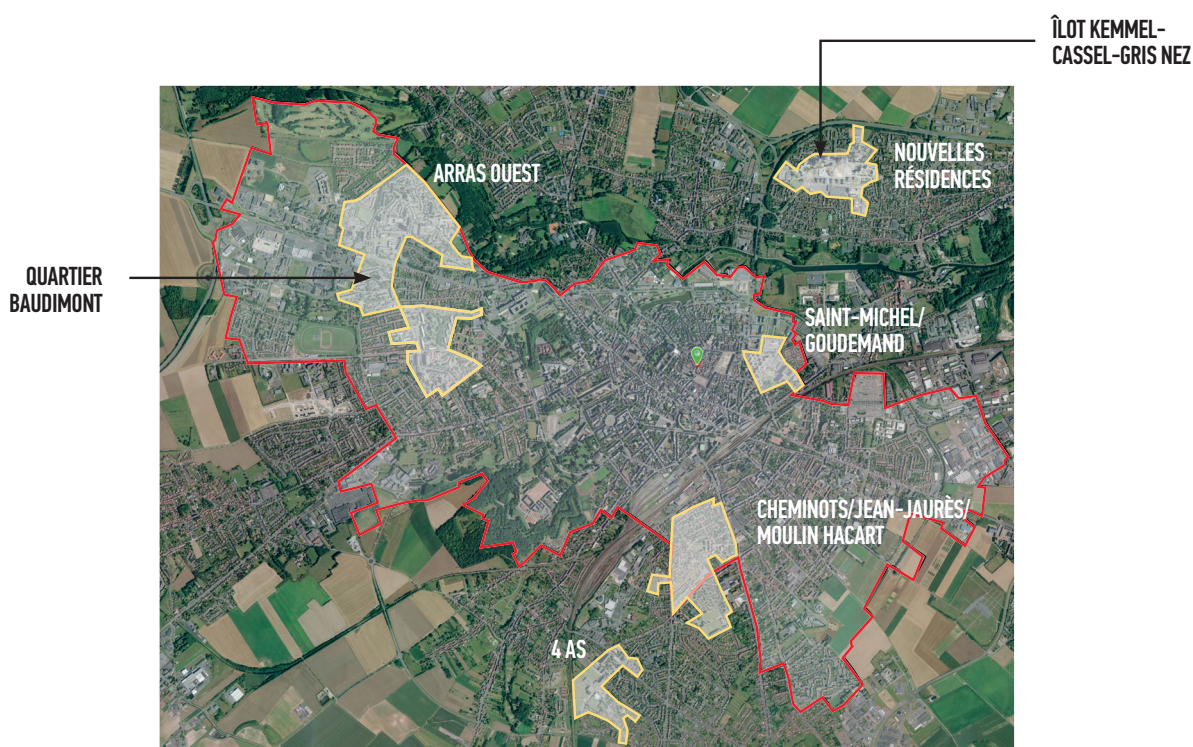 ÎLOT KEMMEL-
CASSEL-GRIS NEZ
NOUVELLES
RÉSIDENCES
ARRAS OUEST
QUARTIER
BAUDIMONT
SAINT-MICHEL/
GOUDEMAND
CHEMINOTS/JEAN-JAURÈS/
MOULIN HACART
4 AS